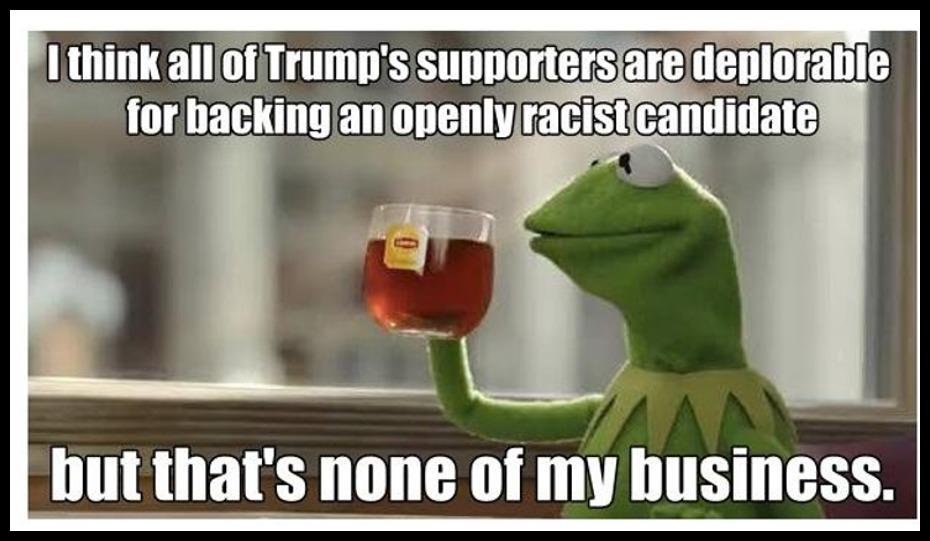 I think all of Trump's supporters are deplorable
for backing an openly racist candidate
but that's none of my business.